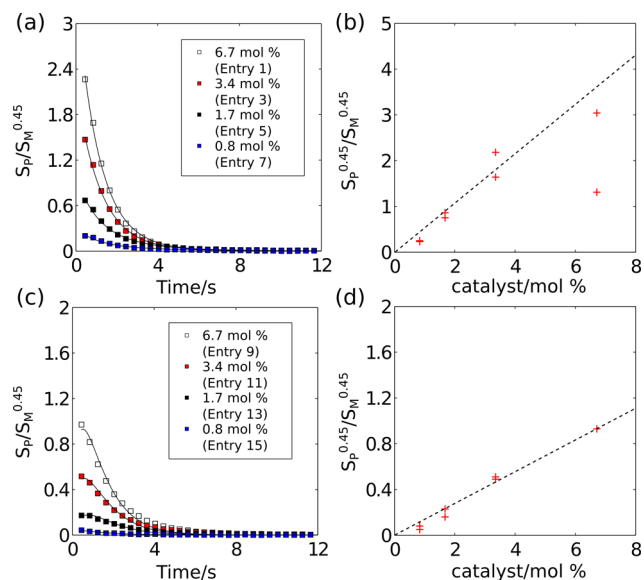 (a)
3
2.4
1.8
1.2
0.6
0
S_P/S_M^0.45
6.7 mol %
(Entry 1)
3.4 mol %
(Entry 3)
1.7 mol %
(Entry 5)
0.8 mol %
(Entry 7)
0 4 8 12
Time/s
(b)
5
4
3
2
1
0
S_P^0.45/S_M^0.45
0 2 4 6 8
catalyst/mol %
(c)
2
1.6
1.2
0.8
0.4
0
S_P/S_M^0.45
6.7 mol %
(Entry 9)
3.4 mol %
(Entry 11)
1.7 mol %
(Entry 13)
0.8 mol %
(Entry 15)
0 4 8 12
Time/s
(d)
2
1.6
1.2
0.8
0.4
0
S_P^0.45/S_M^0.45
0 2 4 6 8
catalyst/mol %